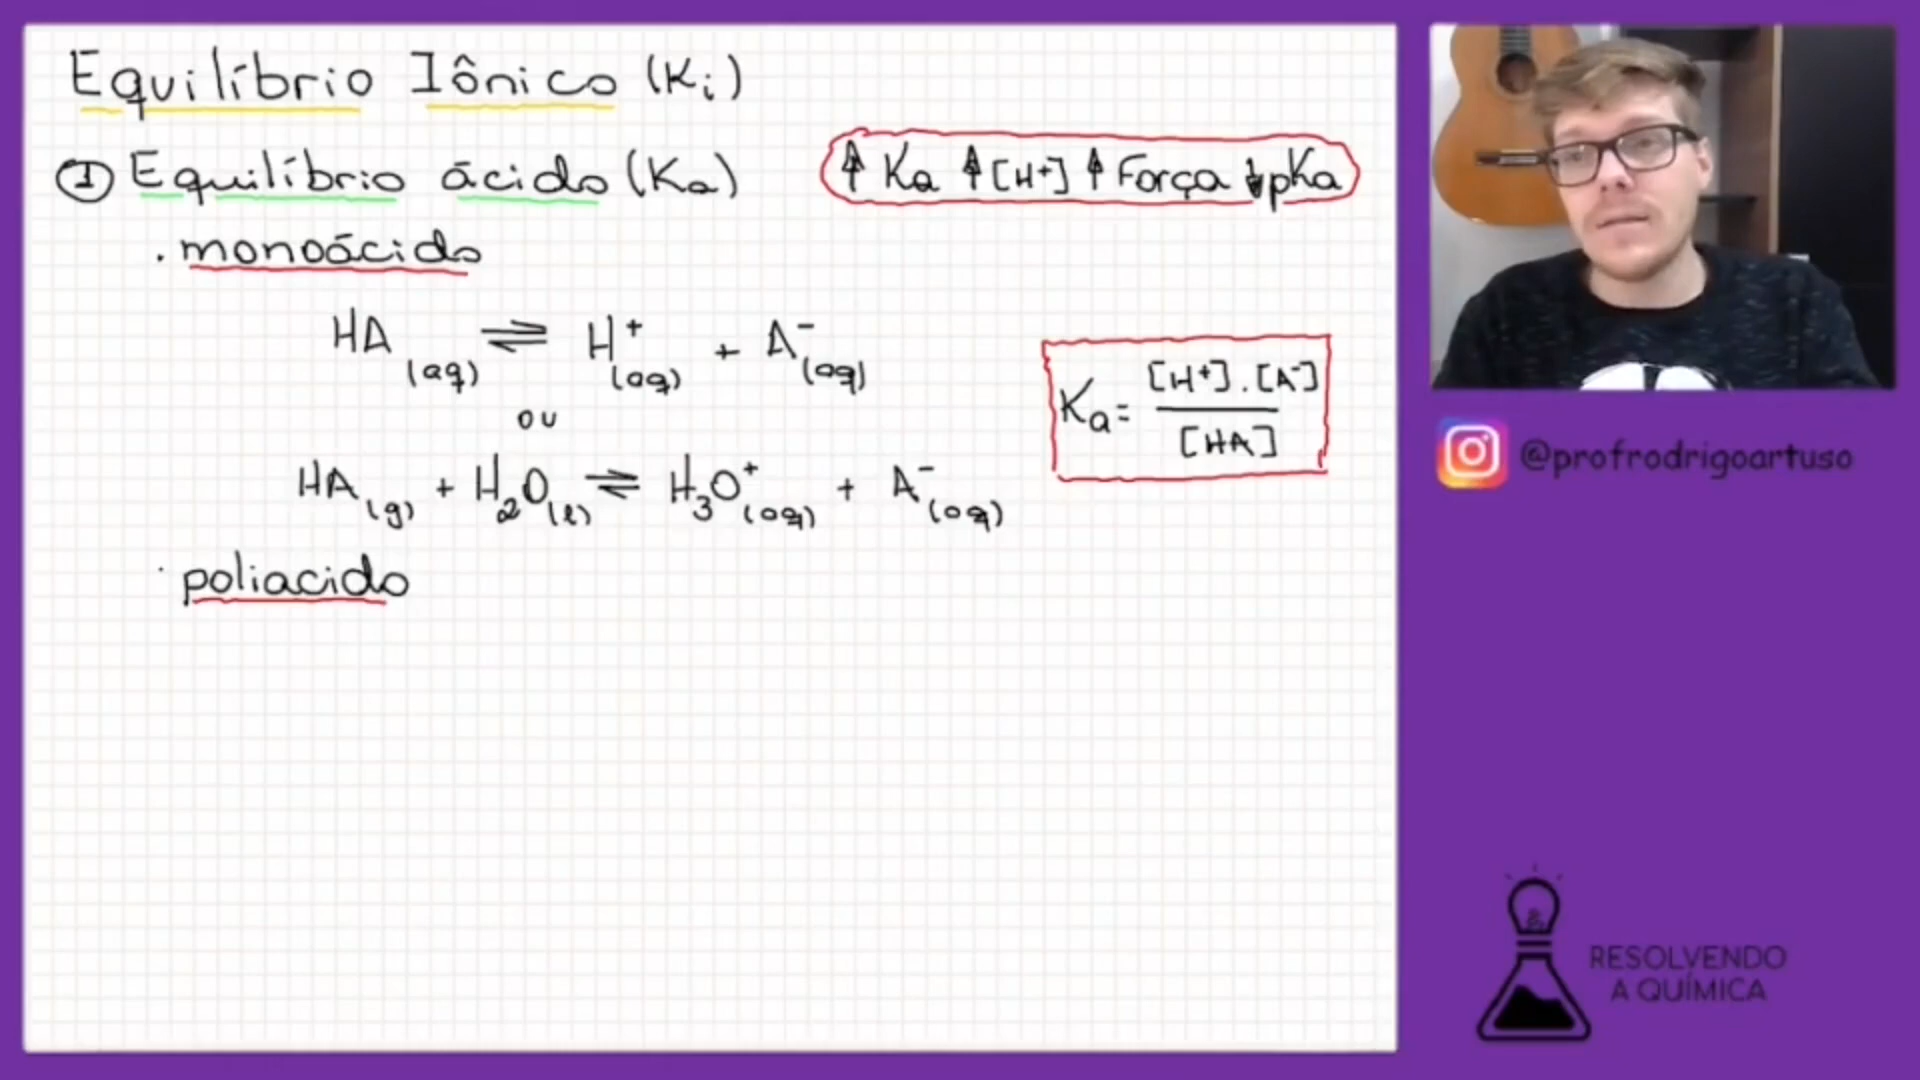 Equilíbrio Iônico (Ki)
① Equilíbrio ácido (Ka)
↑ Ka ↑ [H⁺] ↑ Força ↓ pKa
· monoácido
HA (aq) ⇌ H⁺ (aq) + A⁻ (aq)
ou
Ka = [H⁺] . [A⁻]
[HA]
HA (g) + H₂O (l) ⇌ H₃O⁺ (aq) + A⁻ (aq)
· poliacido
@profrodrigoartuso
RESOLVENDO
A QUÍMICA